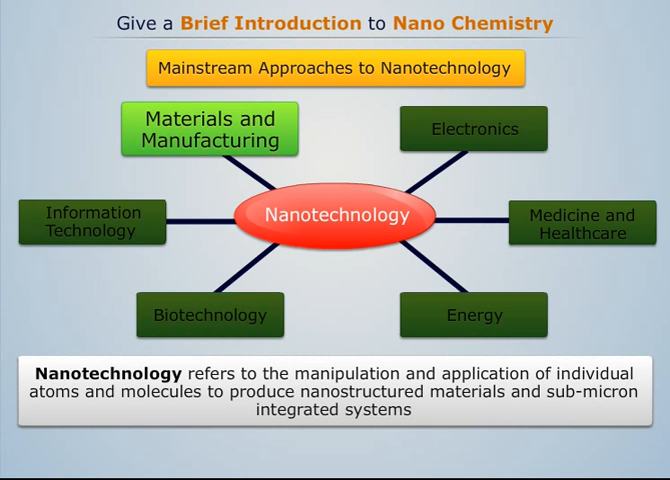 Give a Brief Introduction to Nano Chemistry
Mainstream Approaches to Nanotechnology
Materials and
Manufacturing
Electronics
Information
Technology
Nanotechnology
Medicine and
Healthcare
Biotechnology
Energy
Nanotechnology refers to the manipulation and application of individual
atoms and molecules to produce nanostructured materials and sub-micron
integrated systems